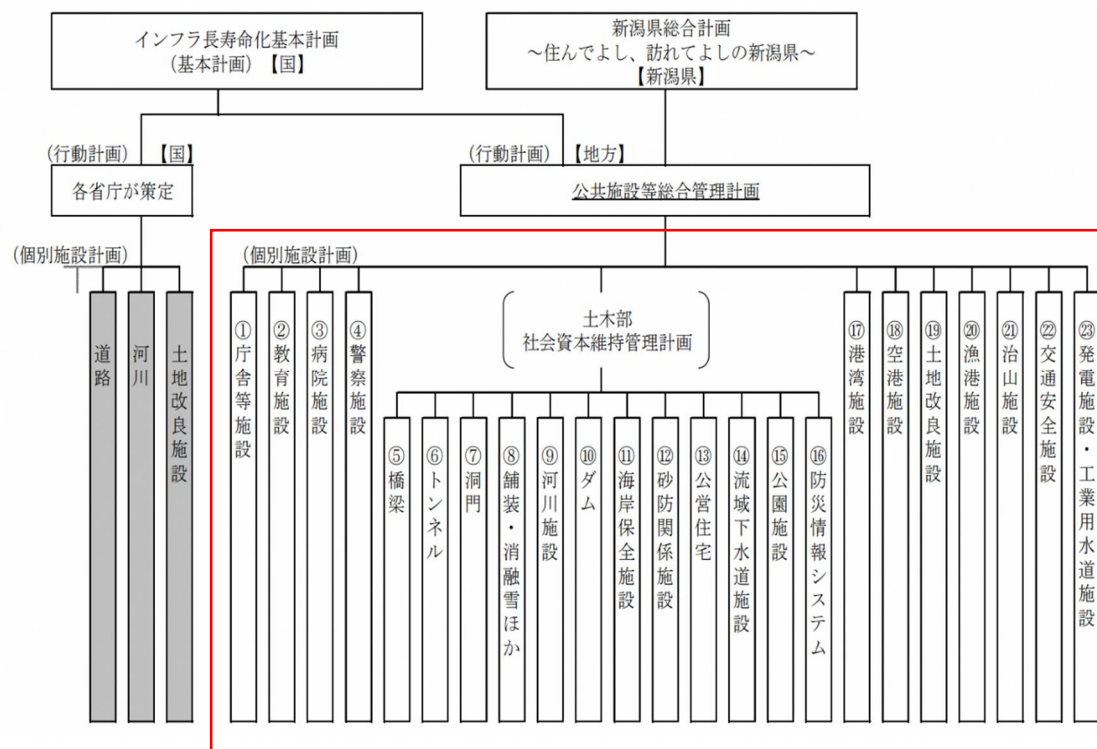 インフラ長寿命化基本計画
(基本計画)【国】
新潟県総合計画
～住んでよし、訪れてよしの新潟県～
【新潟県】
(行動計画)
【国】
各省庁が策定
(行動計画)
【地方】
公共施設等総合管理計画
(個別施設計画)
道路
河川
土地改良施設
(個別施設計画)
①庁舎等施設
②教育施設
③病院施設
④警察施設
土木部
社会資本維持管理計画
⑤橋梁
⑥トンネル
⑦洞門
⑧舗装・消融雪ほか
⑨河川施設
⑩ダム
⑪海岸保全施設
⑫砂防関係施設
⑬公営住宅
⑭流域下水道施設
⑮公園施設
⑯防災情報システム
⑰港湾施設
⑱空港施設
⑲土地改良施設
⑳漁港施設
㉑治山施設
㉒交通安全施設
㉓発電施設・工業用水道施設